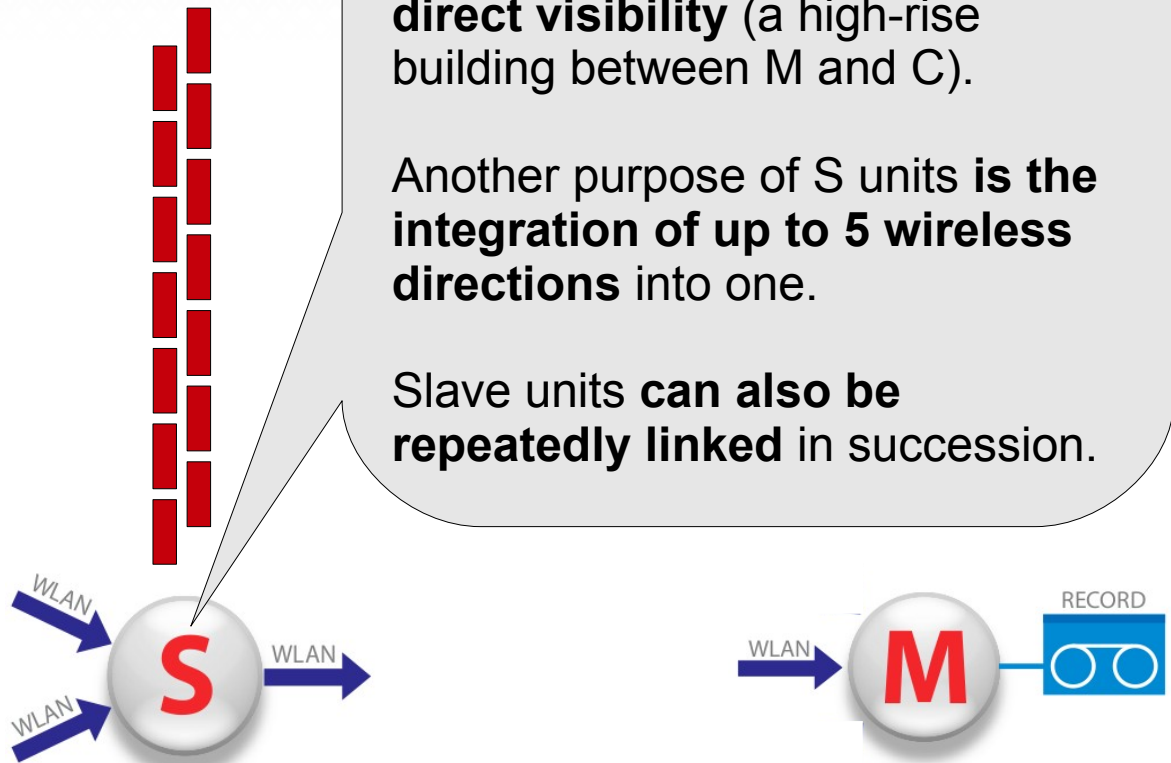 direct visibility (a high-rise
building between M and C).
Another purpose of S units is the
integration of up to 5 wireless
directions into one.
Slave units can also be
repeatedly linked in succession.
WLAN
WLAN
S
WLAN
WLAN
M
RECORD